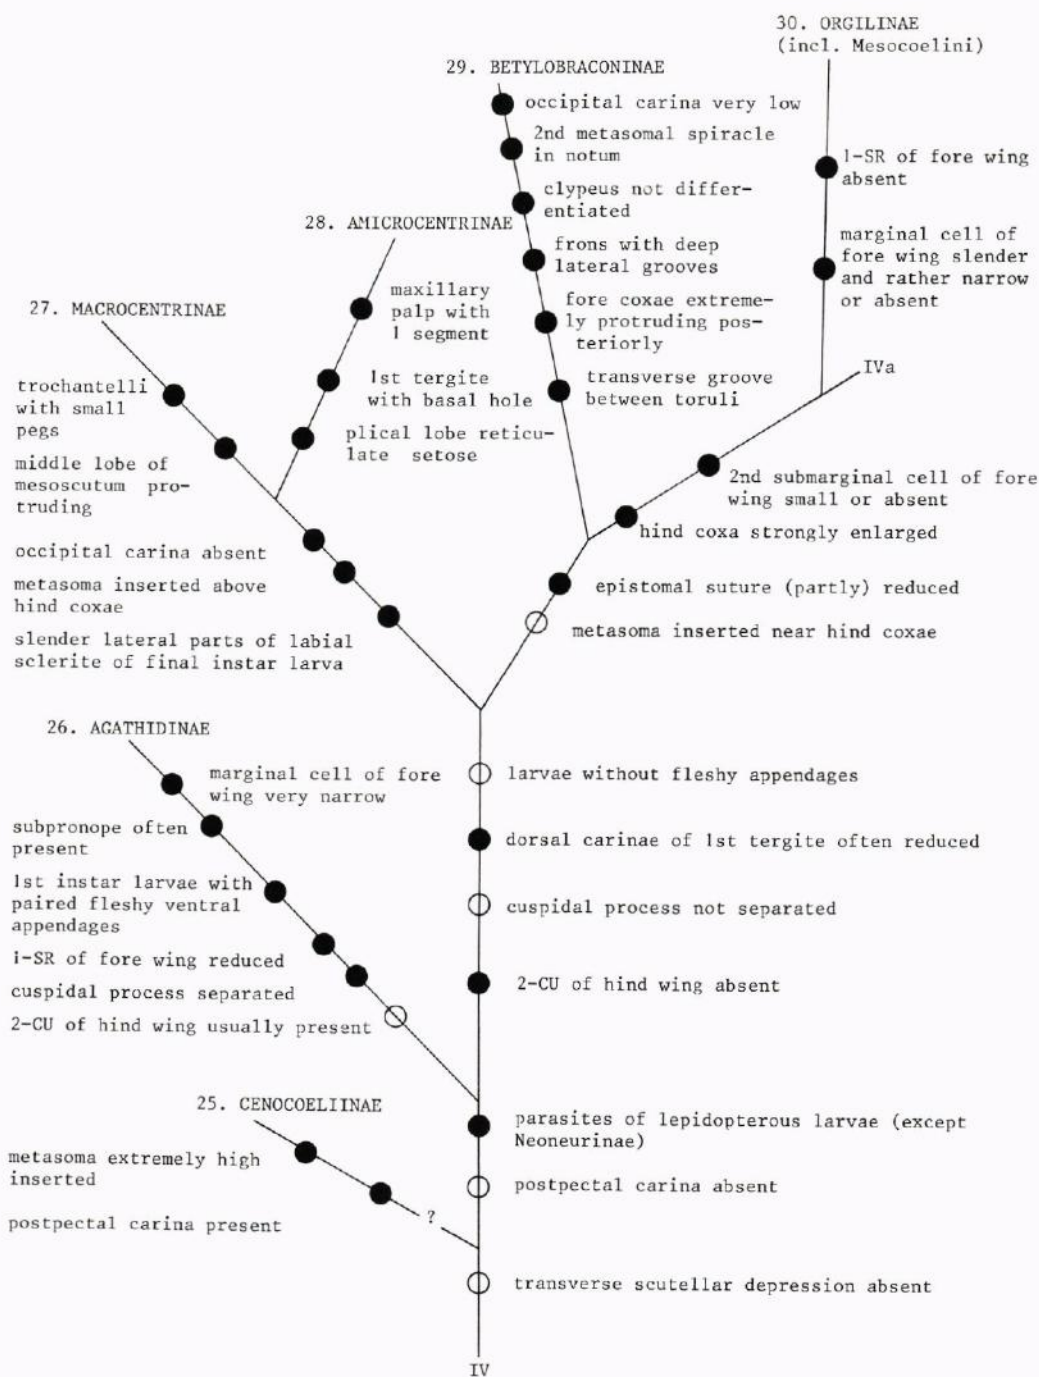 30. ORGILINAE
(incl. Mesocoelini)
29. BETYLOBRACONINAE
occipital carina very low
2nd metasomal spiracle
in notum
clypeus not differ-
entiated
frons with deep
lateral grooves
fore coxae extreme-
ly protruding pos-
teriorly
transverse groove
between toruli
1-SR of fore wing
absent
marginal cell of
fore wing slender
and rather narrow
or absent
IVa
28. AMICROCENTRINAE
maxillary
palp with
1 segment
1st tergite
with basal hole
plical lobe reticu-
late setose
27. MACROCENTRINAE
trochantelli
with small
pegs
middle lobe of
mesoscutum pro-
truding
occipital carina absent
metasoma inserted above
hind coxae
slender lateral parts of labial
sclerite of final instar larva
2nd submarginal cell of fore
wing small or absent
hind coxa strongly enlarged
epistomal suture (partly) reduced
metasoma inserted near hind coxae
26. AGATHIDINAE
marginal cell of fore
wing very narrow
subpronope often
present
1st instar larvae with
paired fleshy ventral
appendages
1-SR of fore wing reduced
cuspidal process separated
2-CU of hind wing usually present
larvae without fleshy appendages
dorsal carinae of 1st tergite often reduced
cuspidal process not separated
2-CU of hind wing absent
25. CENOCOELIINAE
metasoma extremely high
inserted
postpectal carina present
?
parasites of lepidopterous larvae (except
Neoneurinae)
postpectal carina absent
transverse scutellar depression absent
IV